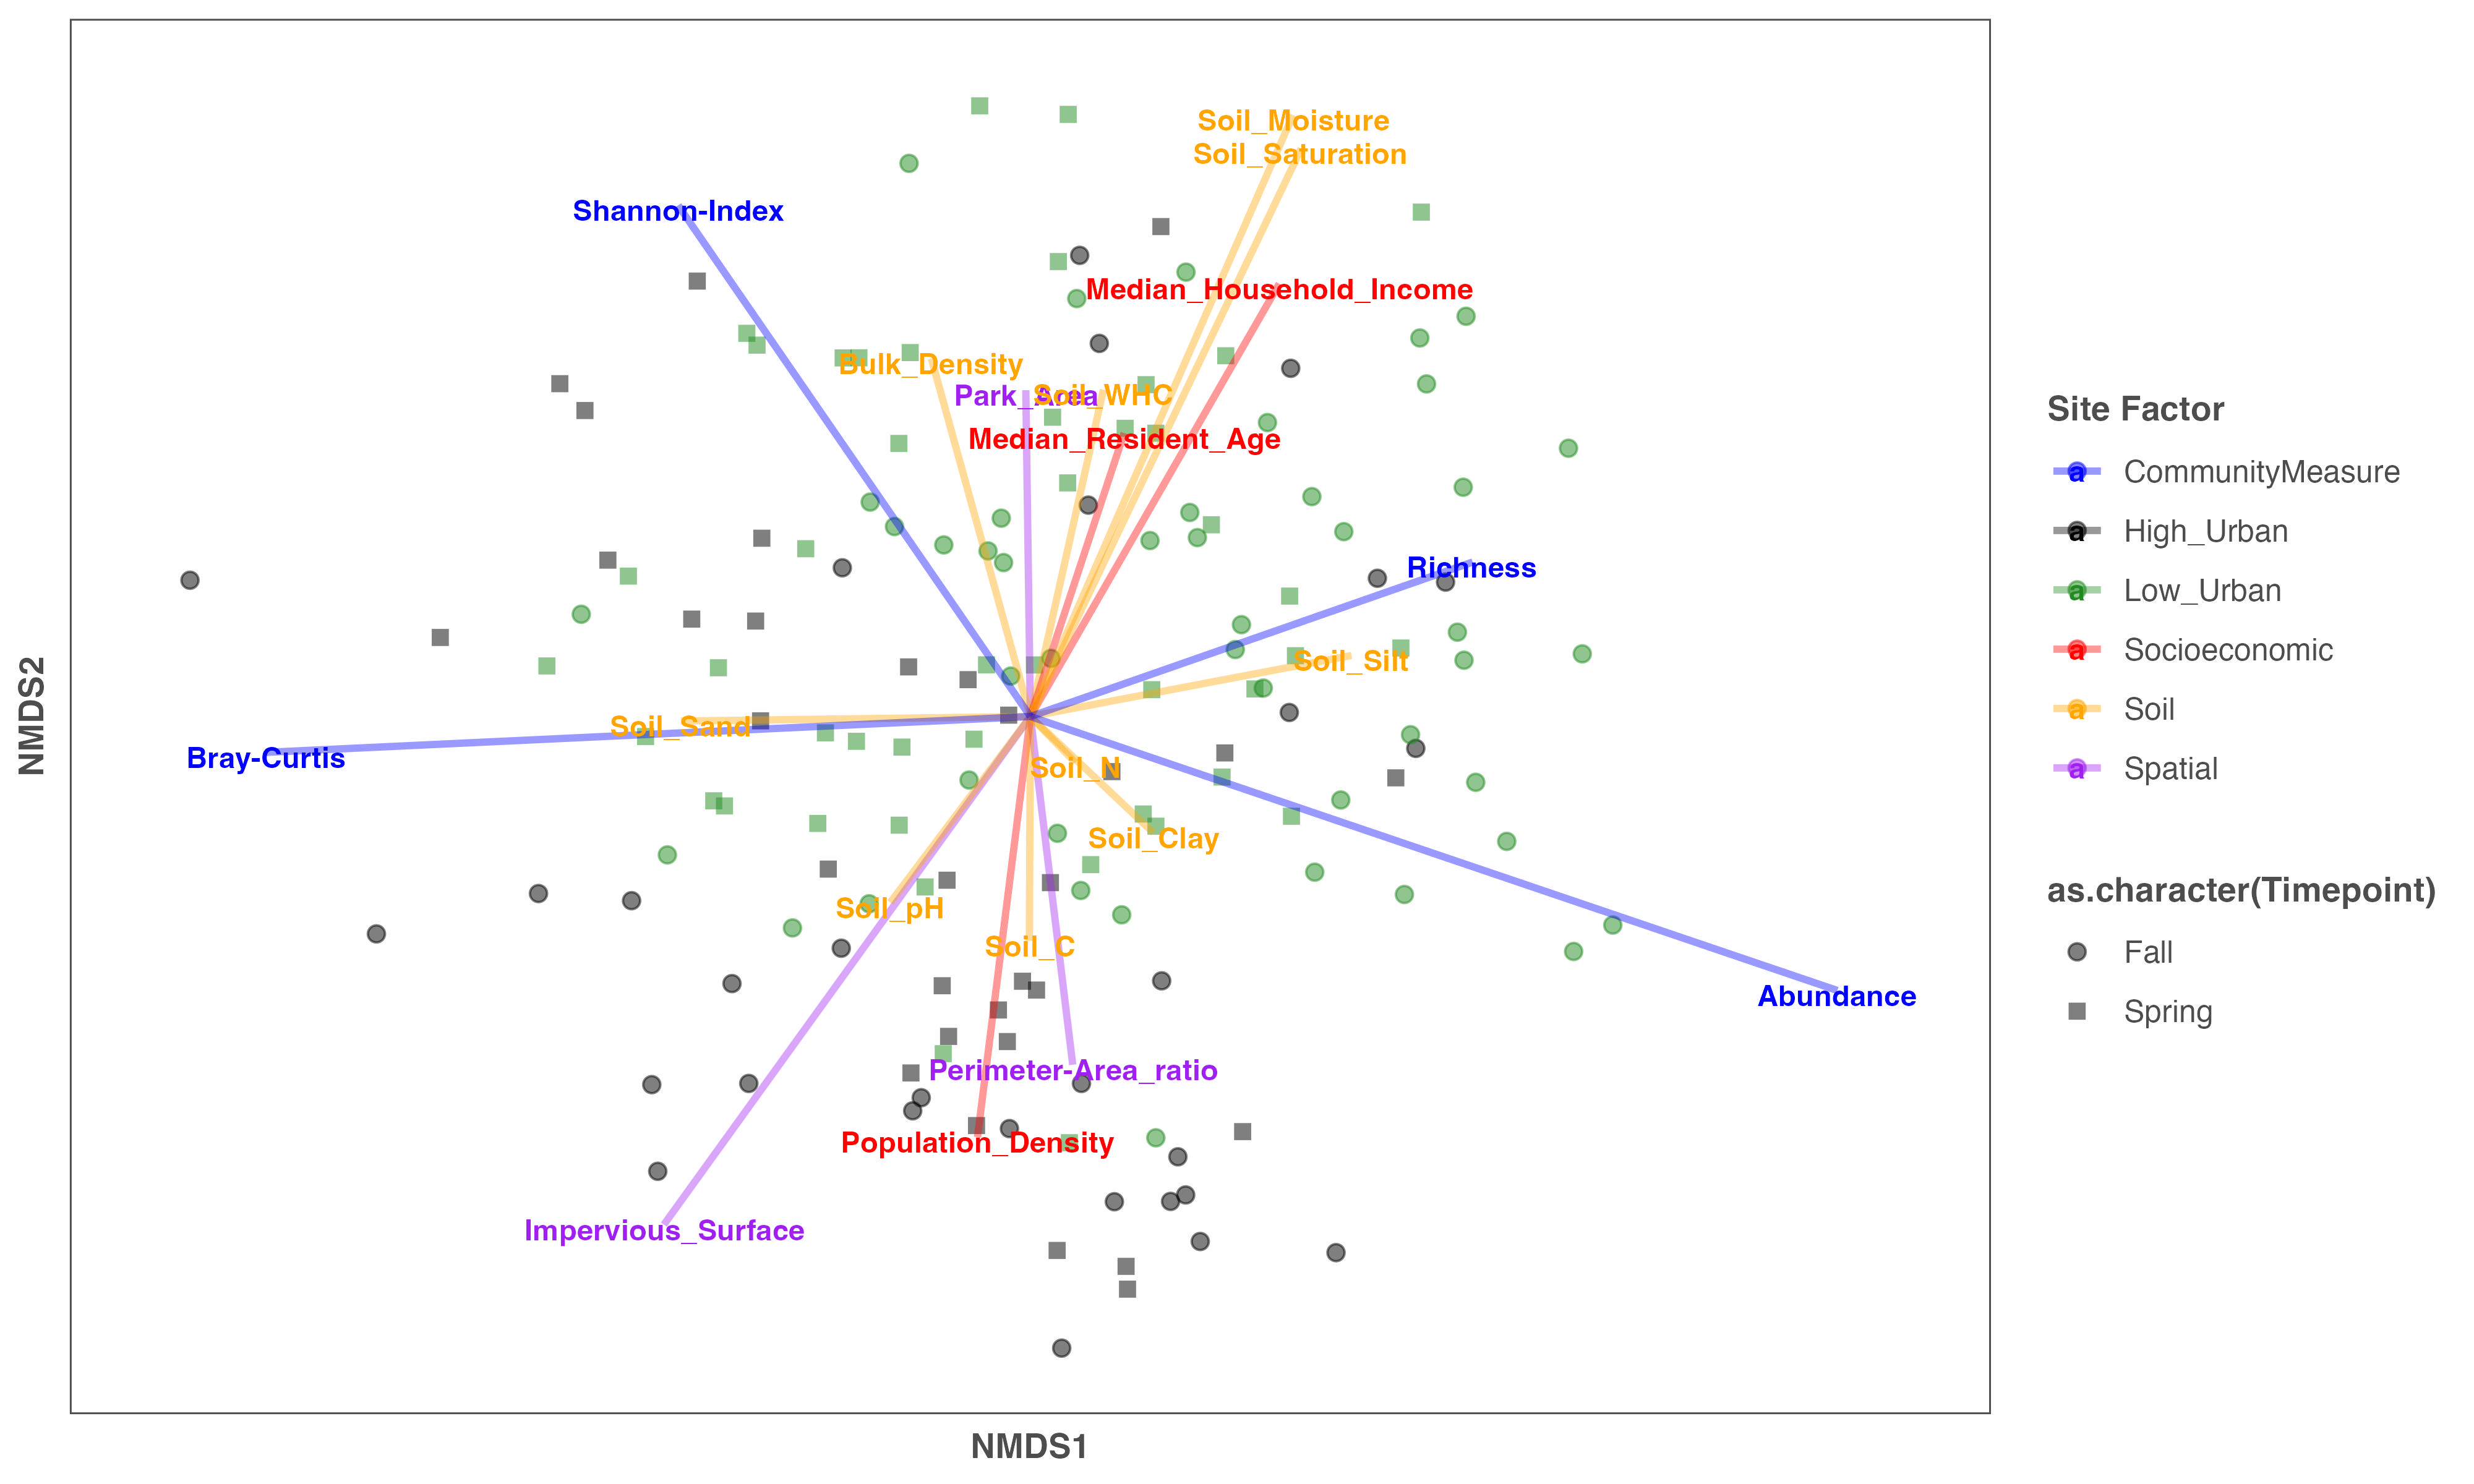 Soil_Moisture
Soil_Saturation
Shannon-Index
Median_Household_Income
Bulk_Density
Park_Area
Soil_WHC
Median_Resident_Age
Richness
Soil_Silt
Soil_Sand
Bray-Curtis
Soil_N
Soil_Clay
Soil_pH
Soil_C
Abundance
Perimeter-Area_ratio
Population_Density
Impervious_Surface
NMDS2
NMDS1
Site Factor
a CommunityMeasure
a High_Urban
a Low_Urban
a Socioeconomic
a Soil
a Spatial
as.character(Timepoint)
Fall
Spring